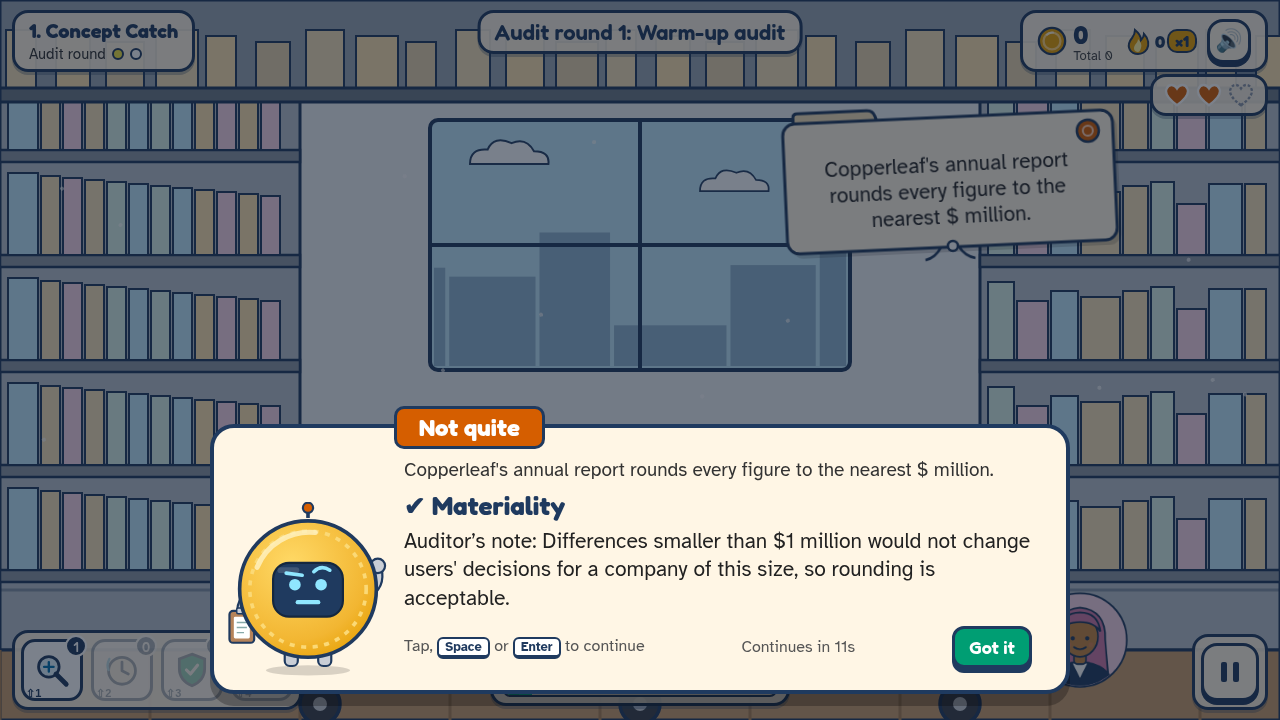 1. Concept Catch
Audit round
Audit round 1: Warm-up audit
0
Total 0
0
x1
Copperleaf's annual report
rounds every figure to the
nearest $ million.
Not quite
Copperleaf's annual report rounds every figure to the nearest $ million.
✔ Materiality
Auditor's note: Differences smaller than $1 million would not change
users' decisions for a company of this size, so rounding is
acceptable.
Tap, Space or Enter to continue
Continues in 11s
Got it
1
⇧1
0
⇧2
⇧3